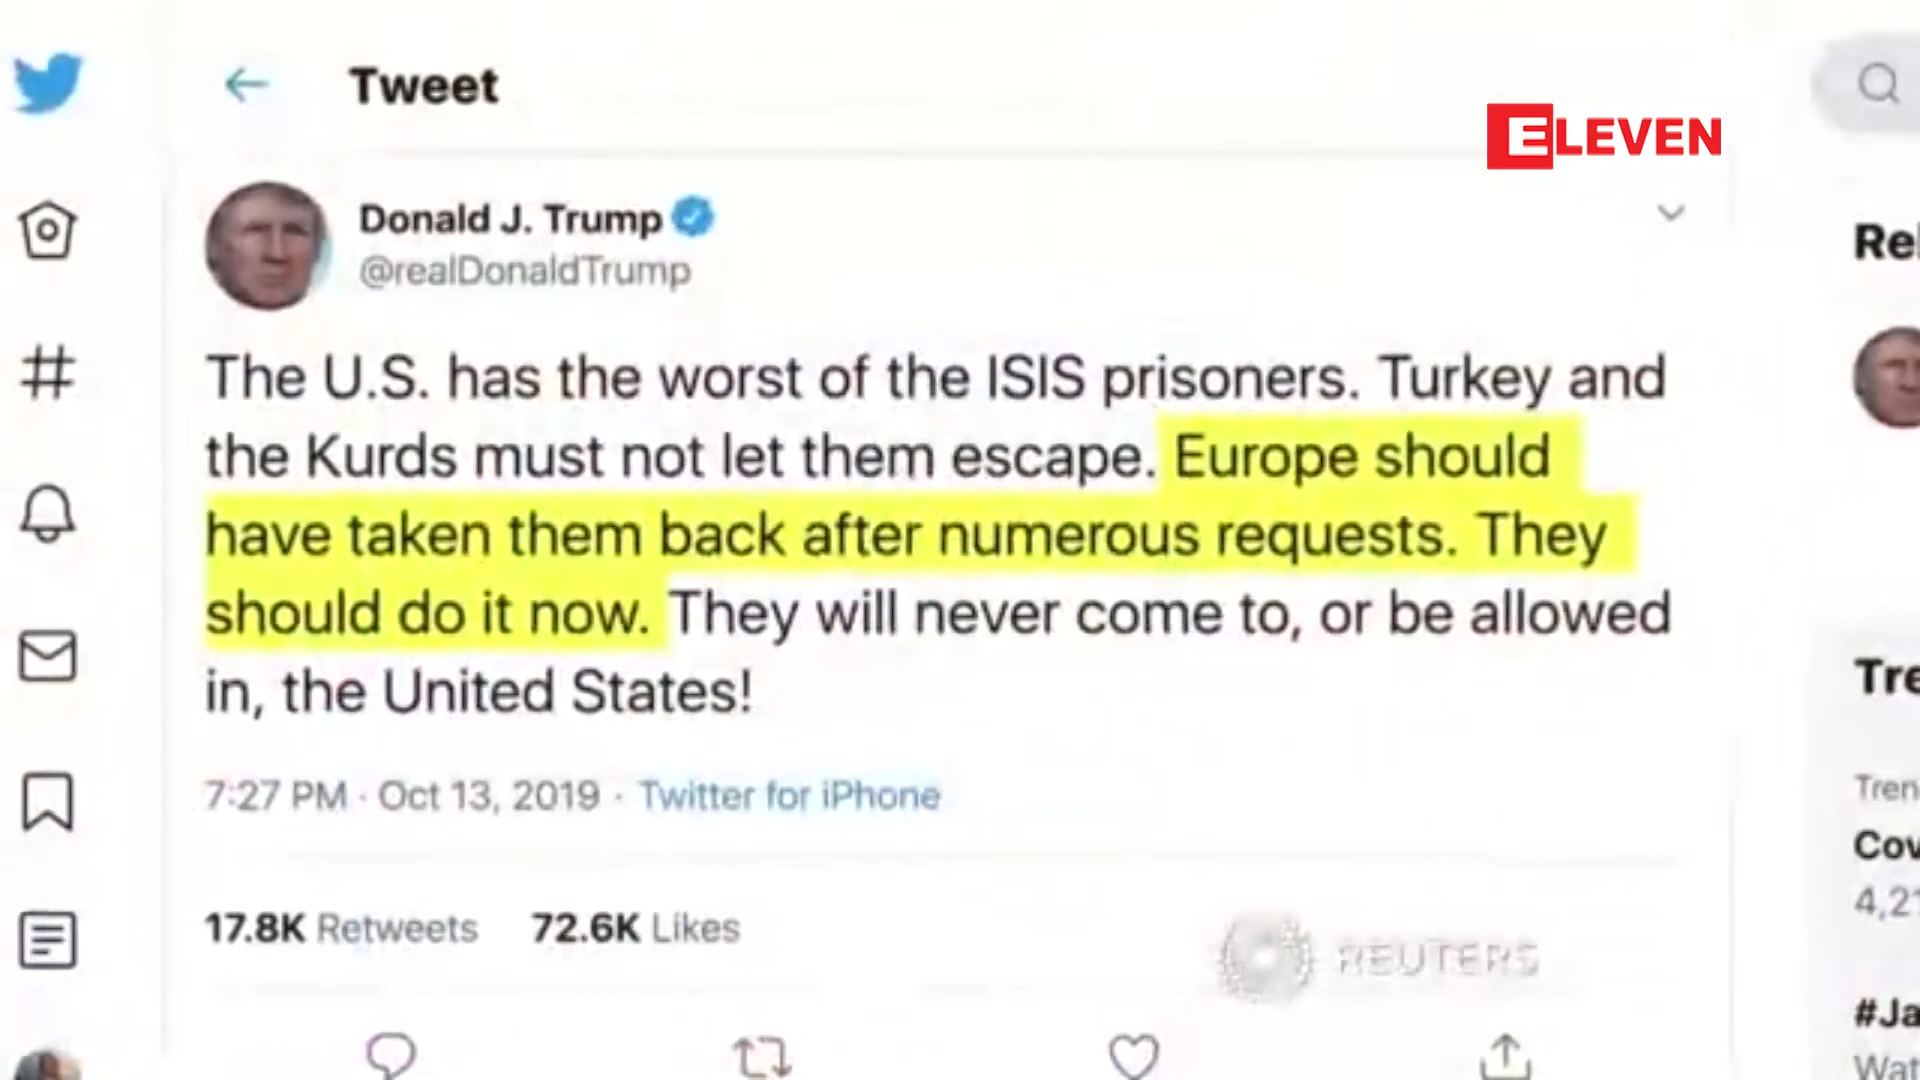 Tweet
ELEVEN
Donald J. Trump
@realDonaldTrump
The U.S. has the worst of the ISIS prisoners. Turkey and
the Kurds must not let them escape. Europe should
have taken them back after numerous requests. They
should do it now. They will never come to, or be allowed
in, the United States!
7:27 PM · Oct 13, 2019 · Twitter for iPhone
17.8K Retweets 72.6K Likes
REUTERS